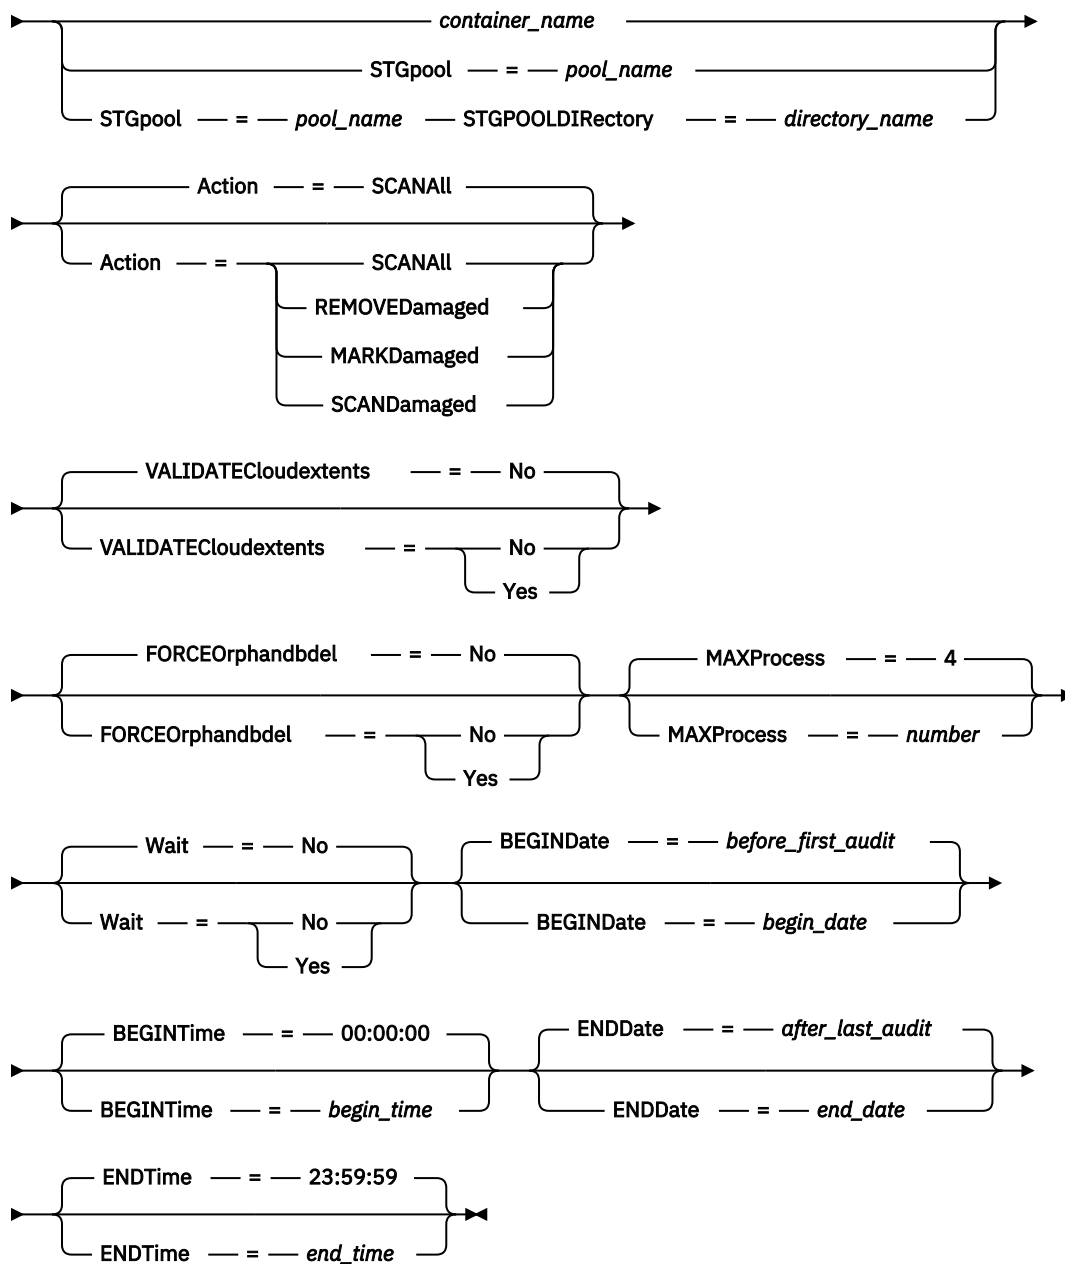 container_name
STGpool = pool_name
STGpool = pool_name STGPOOLDIRectory = directory_name
Action = SCANAll
Action = SCANAll
REMOVEDamaged
MARKDamaged
SCANDamaged
VALIDATECloudextents = No
VALIDATECloudextents = No
Yes
FORCEOrphandbdel = No MAXProcess = 4
FORCEOrphandbdel = No MAXProcess = number
Yes
Wait = No BEGINDate = before_first_audit
Wait = No BEGINDate = begin_date
Yes
BEGINTime = 00:00:00 ENDDate = after_last_audit
BEGINTime = begin_time ENDDate = end_date
ENDTime = 23:59:59
ENDTime = end_time